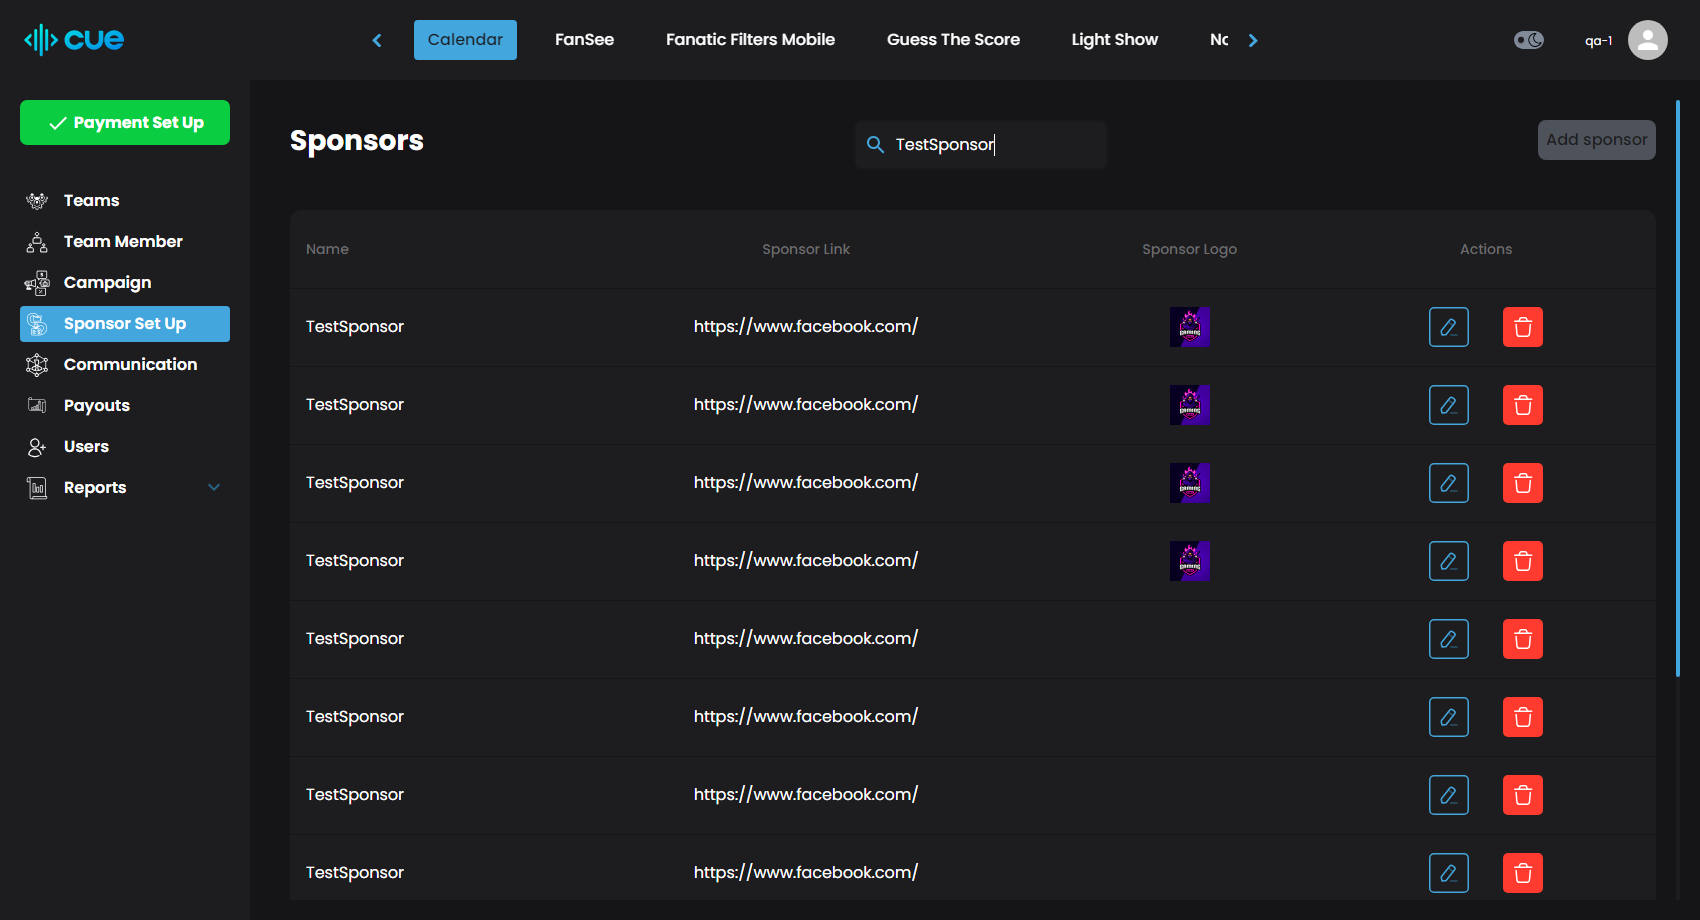 cue
Calendar
FanSee
Fanatic Filters Mobile
Guess The Score
Light Show
qa-1
Payment Set Up
Teams
Team Member
Campaign
Sponsor Set Up
Communication
Payouts
Users
Reports
Sponsors
TestSponsor
Add sponsor
Name Sponsor Link Sponsor Logo Actions
TestSponsor https://www.facebook.com/ GAMING
TestSponsor https://www.facebook.com/ GAMING
TestSponsor https://www.facebook.com/ GAMING
TestSponsor https://www.facebook.com/ GAMING
TestSponsor https://www.facebook.com/
TestSponsor https://www.facebook.com/
TestSponsor https://www.facebook.com/
TestSponsor https://www.facebook.com/